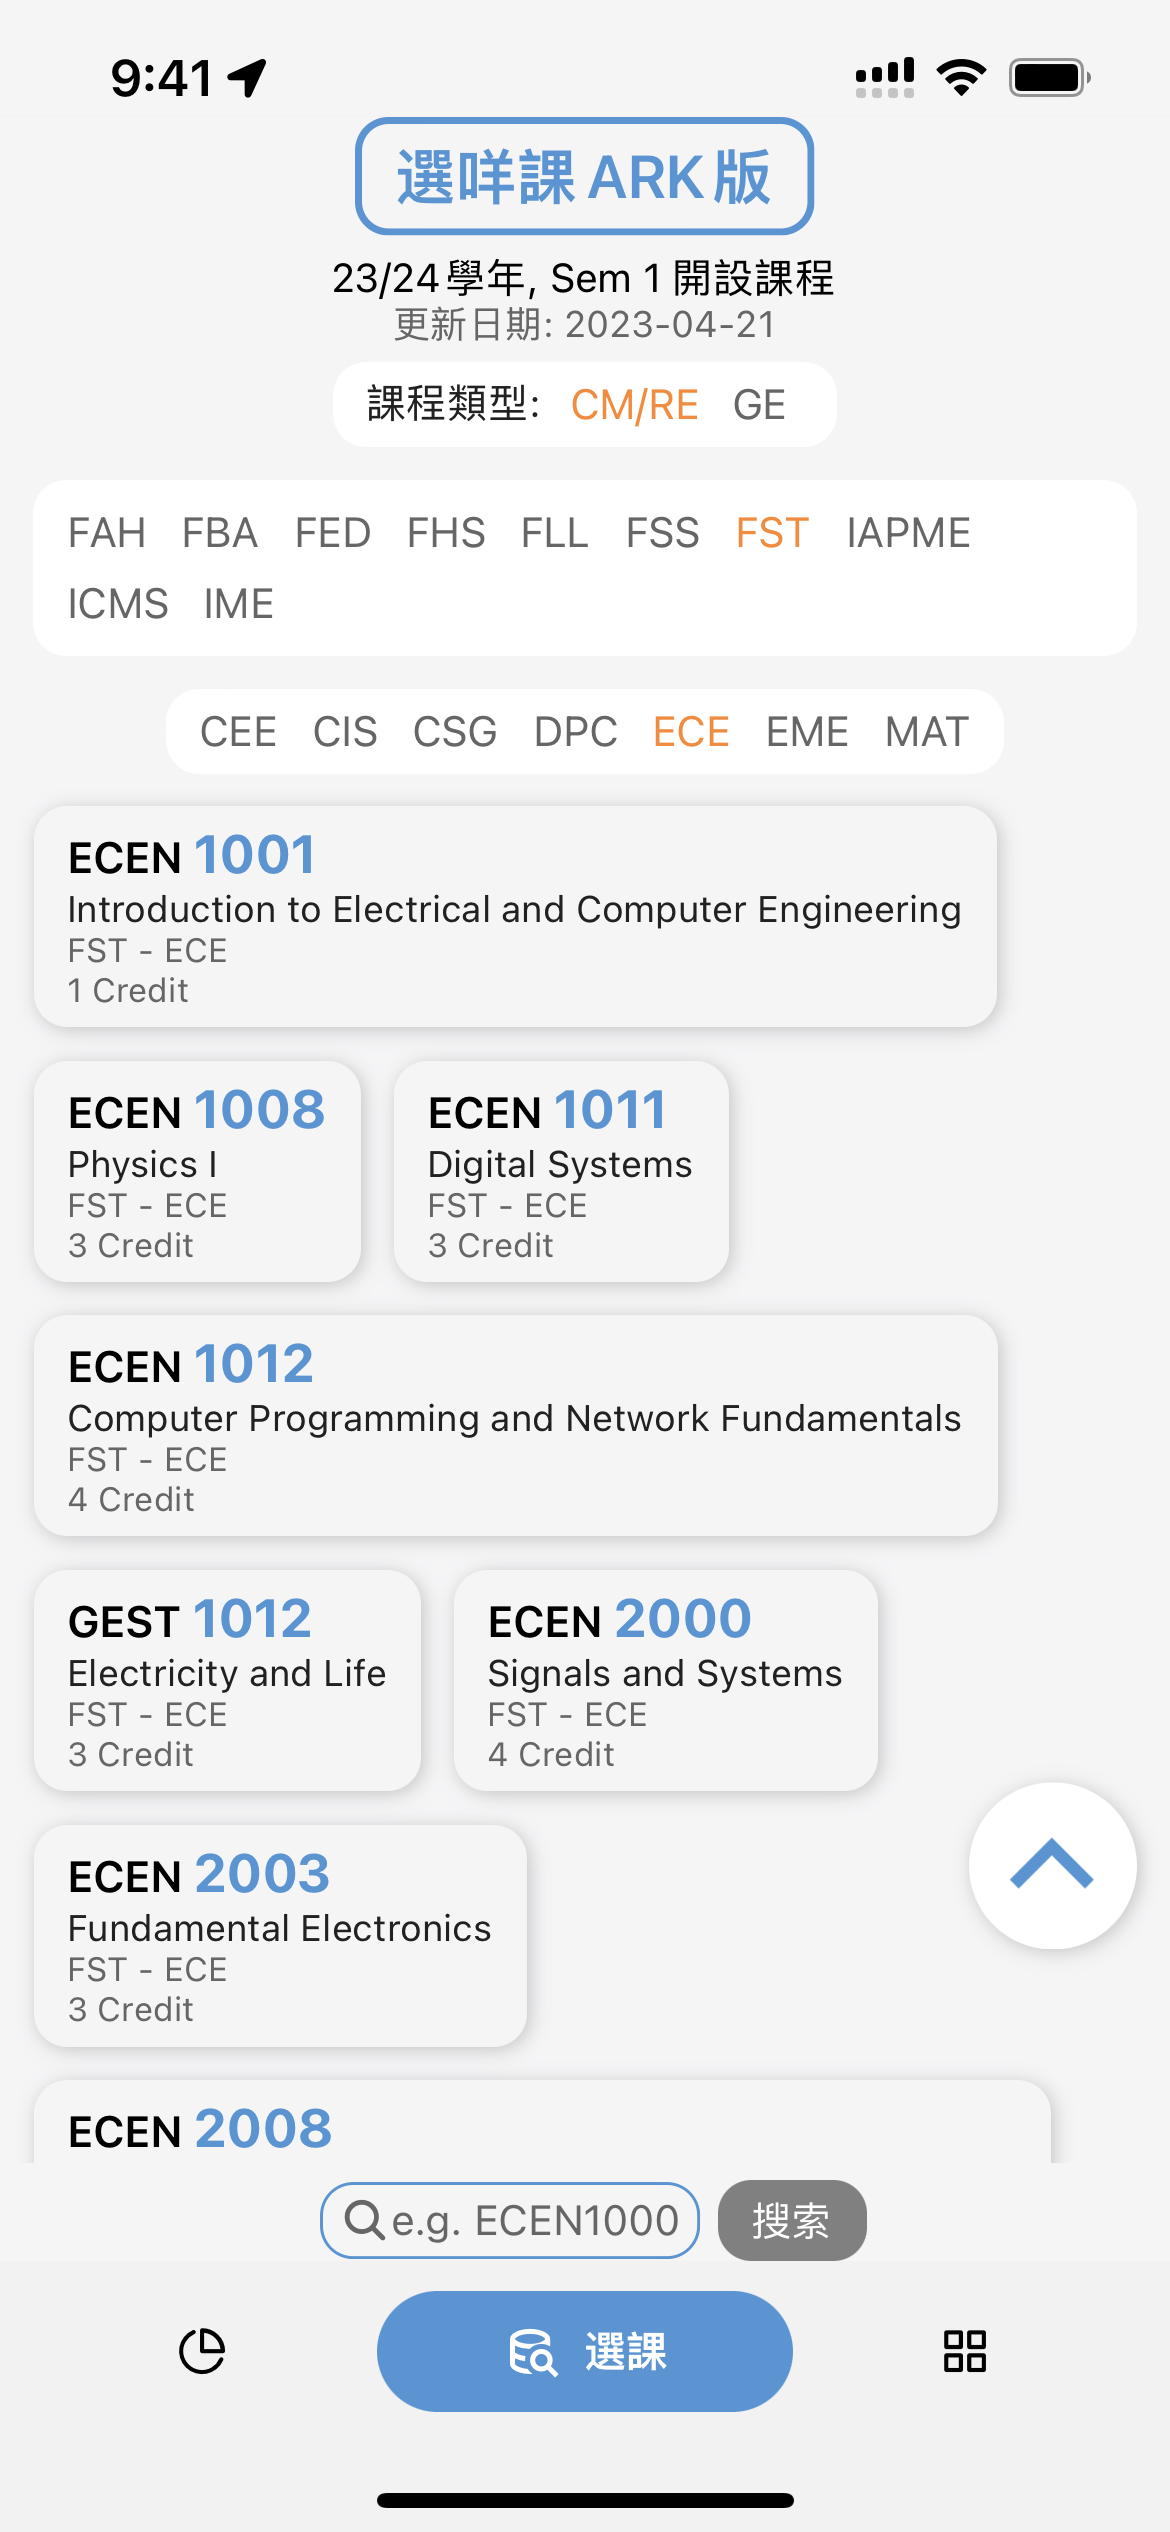 9:41
選咩課 ARK 版
23/24 學年, Sem 1 開設課程
更新日期: 2023-04-21
課程類型: CM/RE GE
FAH FBA FED FHS FLL FSS FST IAPME
ICMS IME
CEE CIS CSG DPC ECE EME MAT
ECEN 1001
Introduction to Electrical and Computer Engineering
FST - ECE
1 Credit
ECEN 1008
Physics I
FST - ECE
3 Credit
ECEN 1011
Digital Systems
FST - ECE
3 Credit
ECEN 1012
Computer Programming and Network Fundamentals
FST - ECE
4 Credit
GEST 1012
Electricity and Life
FST - ECE
3 Credit
ECEN 2000
Signals and Systems
FST - ECE
4 Credit
ECEN 2003
Fundamental Electronics
FST - ECE
3 Credit
ECEN 2008
e.g. ECEN1000
搜索
選課